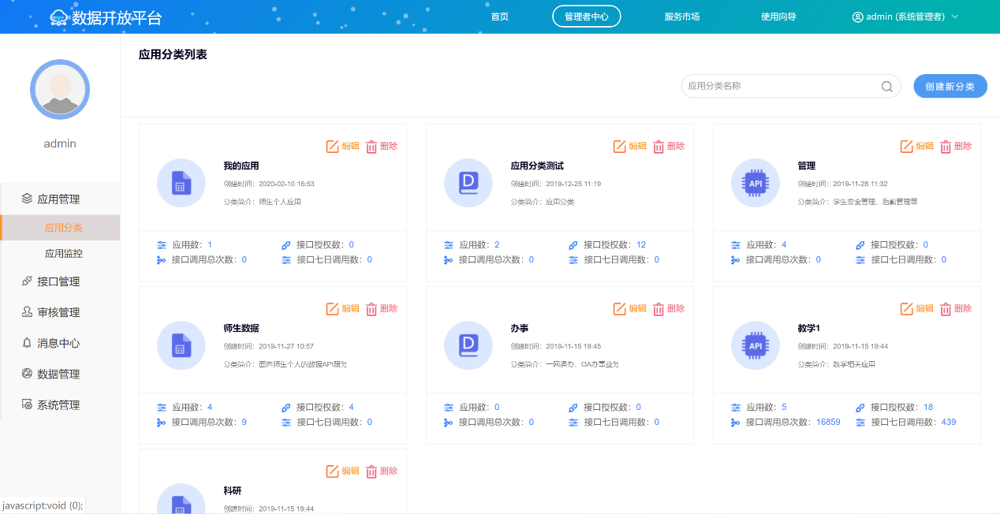 数据开放平台 首页 管理者中心 服务市场 使用向导 admin (系统管理者)
应用分类列表
应用分类名称 创建新分类
admin
应用管理
应用分类
应用监控
接口管理
审核管理
消息中心
数据管理
系统管理
编辑 删除
我的应用
创建时间：2020-02-10 16:53
分类简介：师生个人应用
应用数：1 接口授权数：0
接口调用总次数：0 接口七日调用数：0
编辑 删除
应用分类测试
创建时间：2019-12-25 11:19
分类简介：应用分类
应用数：2 接口授权数：12
接口调用总次数：0 接口七日调用数：0
编辑 删除
管理
API
创建时间：2019-11-28 11:32
分类简介：学生安全管理、后勤管理等
应用数：4 接口授权数：0
接口调用总次数：0 接口七日调用数：0
编辑 删除
师生数据
创建时间：2019-11-27 10:57
分类简介：面向师生个人的数据API服务
应用数：4 接口授权数：4
接口调用总次数：9 接口七日调用数：0
编辑 删除
办事
创建时间：2019-11-15 19:45
分类简介：一网通办、OA办事业务
应用数：0 接口授权数：0
接口调用总次数：0 接口七日调用数：0
编辑 删除
教学1
API
创建时间：2019-11-15 19:44
分类简介：教学相关应用
应用数：5 接口授权数：18
接口调用总次数：16859 接口七日调用数：439
编辑 删除
科研
创建时间：2019-11-15 19:44
javascript:void (0);